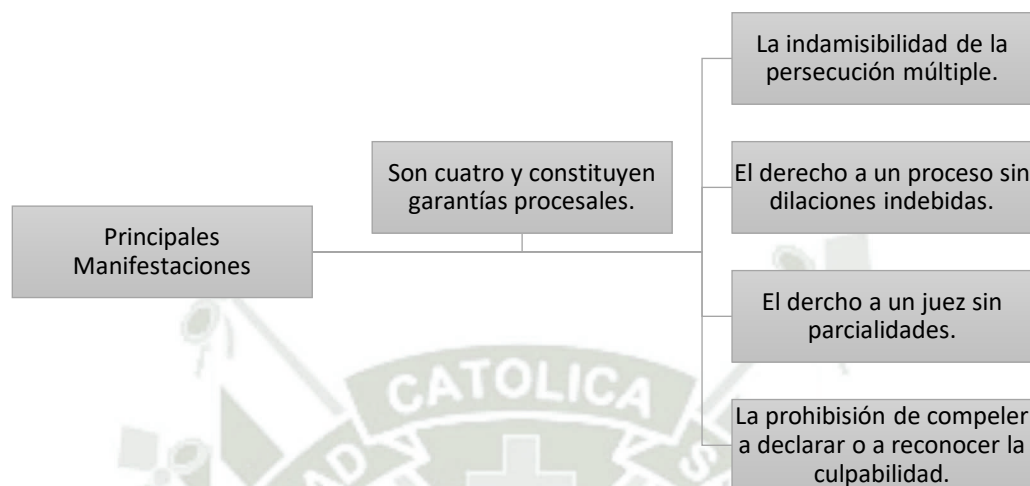 Principales
Manifestaciones
Son cuatro y constituyen
garantías procesales.
La indamisibilidad de la
persecución múltiple.
El derecho a un proceso sin
dilaciones indebidas.
El dercho a un juez sin
parcialidades.
La prohibisión de compeler
a declarar o a reconocer la
culpabilidad.
CATOLICA